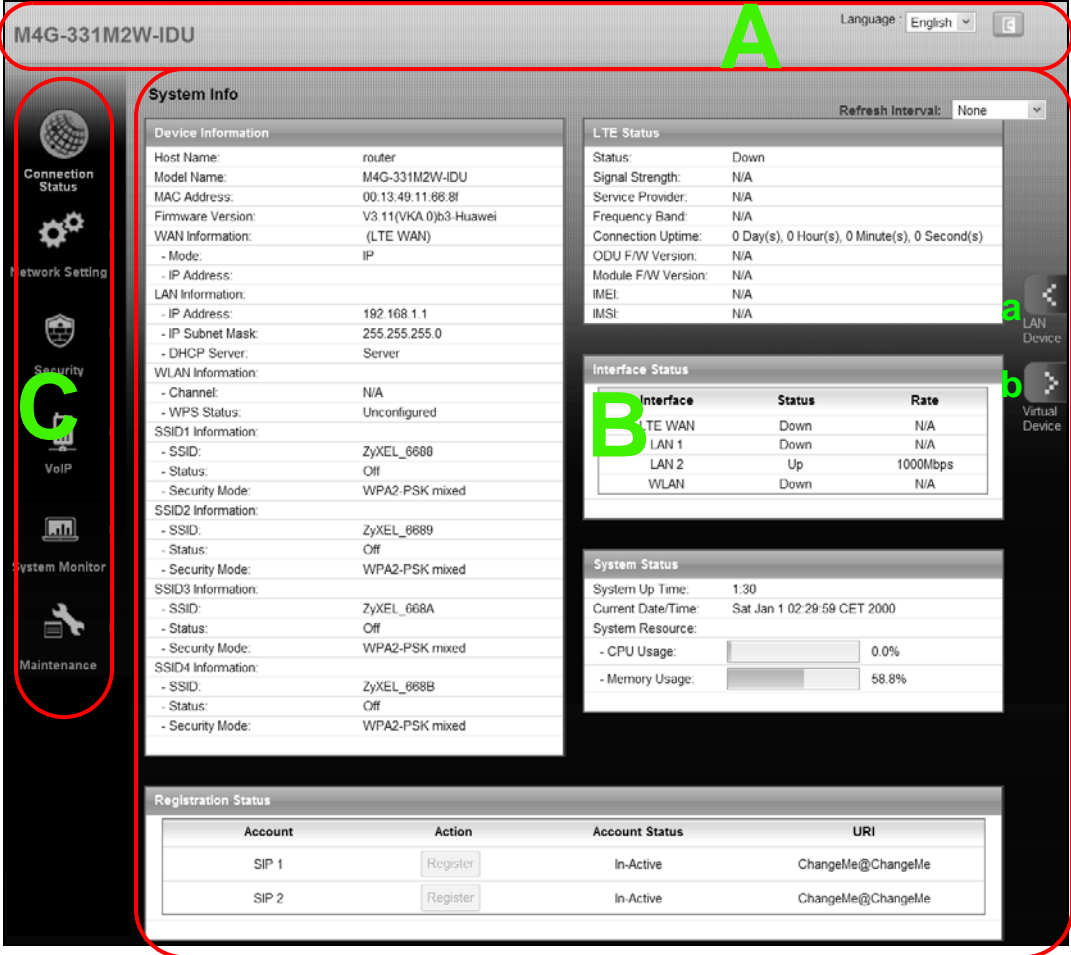 M4G-331M2W-IDU
A
Language : English
Connection
Status
Network Setting
Security
C
VoIP
System Monitor
Maintenance
System Info
Refresh Interval: None
Device Information
Host Name: router
Model Name: M4G-331M2W-IDU
MAC Address: 00:13:49:11:66:8f
Firmware Version: V3.11(VKA.0)b3-Huawei
WAN Information: (LTE WAN)
- Mode: IP
- IP Address:
LAN Information:
- IP Address: 192.168.1.1
- IP Subnet Mask: 255.255.255.0
- DHCP Server: Server
WLAN Information:
- Channel: N/A
- WPS Status: Unconfigured
SSID1 Information:
- SSID: ZyXEL_6688
- Status: Off
- Security Mode: WPA2-PSK mixed
SSID2 Information:
- SSID: ZyXEL_6689
- Status: Off
- Security Mode: WPA2-PSK mixed
SSID3 Information:
- SSID: ZyXEL_668A
- Status: Off
- Security Mode: WPA2-PSK mixed
SSID4 Information:
- SSID: ZyXEL_668B
- Status: Off
- Security Mode: WPA2-PSK mixed
LTE Status
Status: Down
Signal Strength: N/A
Service Provider: N/A
Frequency Band: N/A
Connection Uptime: 0 Day(s), 0 Hour(s), 0 Minute(s), 0 Second(s)
ODU F/W Version: N/A
Module F/W Version: N/A
IMEI: N/A
IMSI: N/A
a
LAN
Device
b
Virtual
Device
Interface Status
B
Interface Status Rate
LTE WAN Down N/A
LAN 1 Down N/A
LAN 2 Up 1000Mbps
WLAN Down N/A
System Status
System Up Time: 1:30
Current Date/Time: Sat Jan 1 02:29:59 CET 2000
System Resource:
- CPU Usage: 0.0%
- Memory Usage: 58.8%
Registration Status
Account Action Account Status URI
SIP 1 Register In-Active ChangeMe@ChangeMe
SIP 2 Register In-Active ChangeMe@ChangeMe